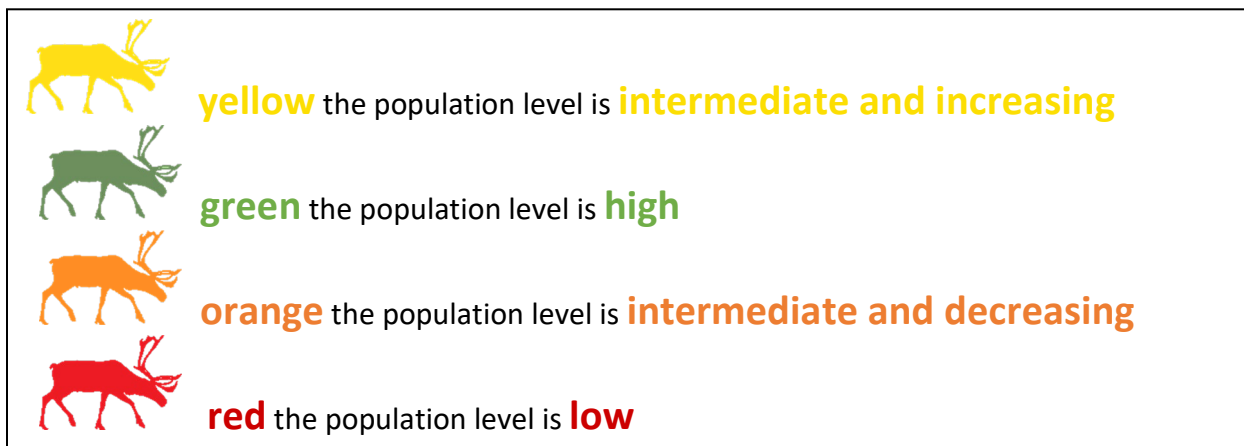 yellow the population level is intermediate and increasing
green the population level is high
orange the population level is intermediate and decreasing
red the population level is low